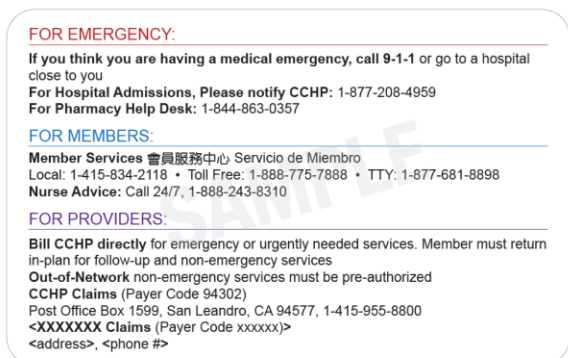 FOR EMERGENCY:
If you think you are having a medical emergency, call 9-1-1 or go to a hospital
close to you
For Hospital Admissions, Please notify CCHP: 1-877-208-4959
For Pharmacy Help Desk: 1-844-863-0357
FOR MEMBERS:
Member Services 會員服務中心 Servicio de Miembro
Local: 1-415-834-2118 • Toll Free: 1-888-775-7888 • TTY: 1-877-681-8898
Nurse Advice: Call 24/7, 1-888-243-8310
SAMPLE
FOR PROVIDERS:
Bill CCHP directly for emergency or urgently needed services. Member must return
in-plan for follow-up and non-emergency services
Out-of-Network non-emergency services must be pre-authorized
CCHP Claims (Payer Code 94302)
Post Office Box 1599, San Leandro, CA 94577, 1-415-955-8800
<XXXXXXX Claims (Payer Code xxxxxx)>
<address>, <phone #>